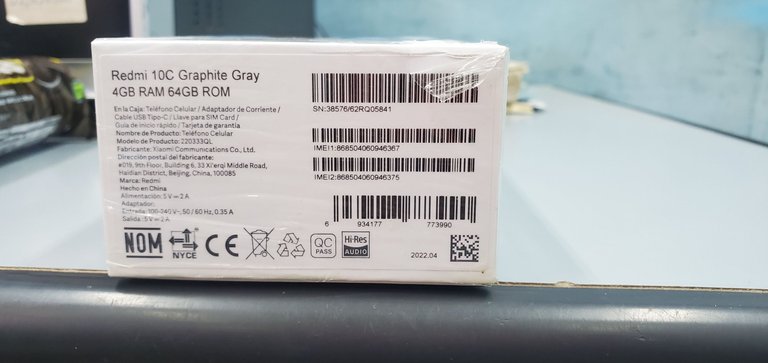 Redmi 10C Graphite Gray
4GB RAM 64GB ROM
En la Caja: Teléfono Celular / Adaptador de Corriente /
Cable USB Tipo-C / Llave para SIM Card /
Guía de inicio rápido / Tarjeta de garantía
Nombre de Producto: Teléfono Celular
Modelo de Producto: 220333QL
Fabricante: Xiaomi Communications Co., Ltd.
Dirección postal del fabricante:
#019, 9th Floor, Building 6, 33 Xi'erqi Middle Road,
Haidian District, Beijing, China, 100085
Marca: Redmi
Hecho en China
Alimentación: 5 V⎓2 A
Adaptador:
Entrada: 100-240 V~, 50 / 60 Hz, 0.35 A
Salida: 5 V⎓2 A
NOM
NYCE
CE
QC
PASS
Hi-Res
AUDIO
SN:38576/62RQ05841
IMEI1:868504060946367
IMEI2:868504060946375
6 934177 773990
2022.04